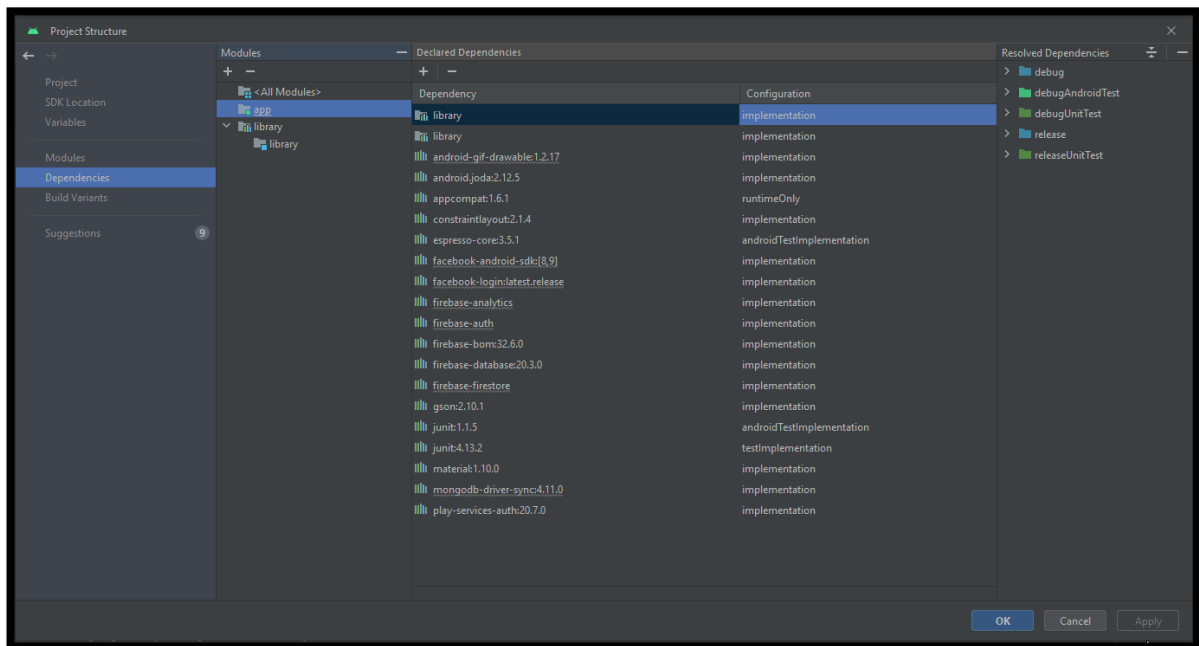 Project Structure
Project
SDK Location
Variables
Modules
Dependencies
Build Variants
Suggestions 9
Modules
<All Modules>
app
library
library
Declared Dependencies
Dependency Configuration
library implementation
library implementation
android-gif-drawable:1.2.17 implementation
android.joda:2.12.5 implementation
appcompat:1.6.1 runtimeOnly
constraintlayout:2.1.4 implementation
espresso-core:3.5.1 androidTestImplementation
facebook-android-sdk:[8,9] implementation
facebook-login:latest.release implementation
firebase-analytics implementation
firebase-auth implementation
firebase-bom:32.6.0 implementation
firebase-database:20.3.0 implementation
firebase-firestore implementation
gson:2.10.1 implementation
junit:1.1.5 androidTestImplementation
junit:4.13.2 testImplementation
material:1.10.0 implementation
mongodb-driver-sync:4.11.0 implementation
play-services-auth:20.7.0 implementation
Resolved Dependencies
debug
debugAndroidTest
debugUnitTest
release
releaseUnitTest
OK Cancel Apply